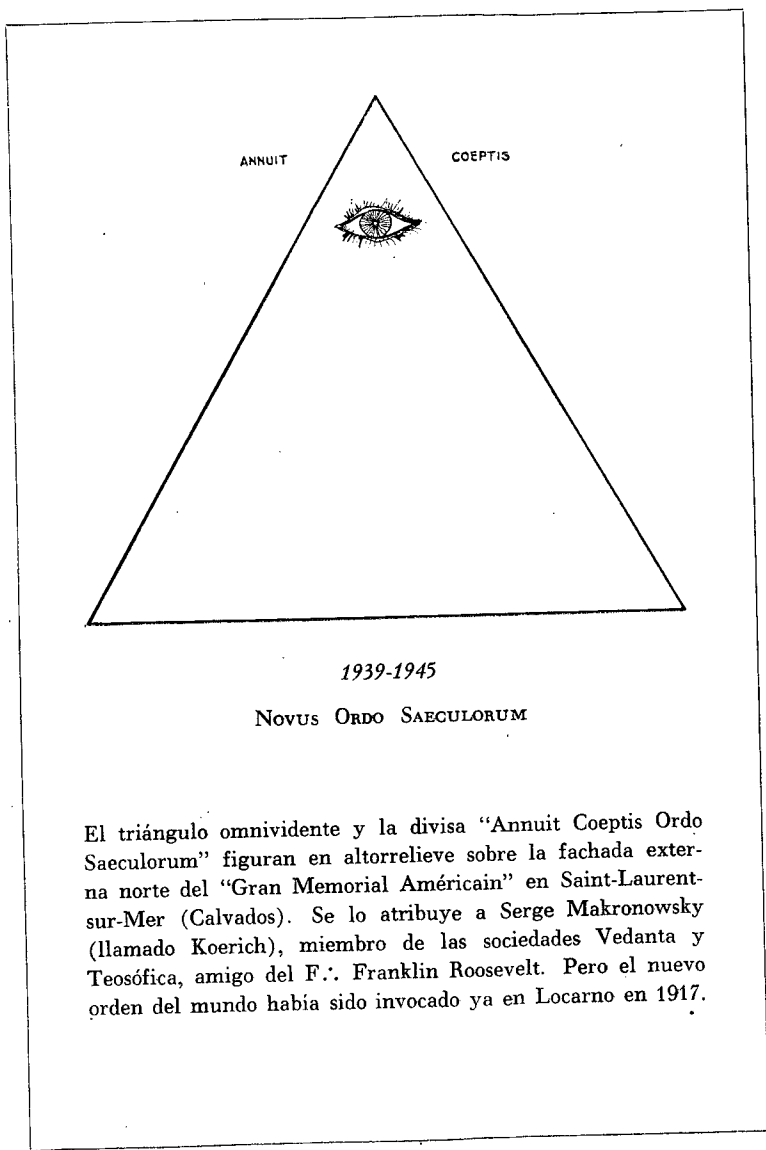 ANNUIT COEPTIS
1939-1945
Novus Ordo Saeculorum
El triángulo omnividente y la divisa “Annuit Coeptis Ordo
Saeculorum” figuran en altorrelieve sobre la fachada exter-
na norte del “Gran Memorial Américain” en Saint-Laurent-
sur-Mer (Calvados). Se lo atribuye a Serge Makronowsky
(llamado Koerich), miembro de las sociedades Vedanta y
Teosófica, amigo del F.·. Franklin Roosevelt. Pero el nuevo
orden del mundo había sido invocado ya en Locarno en 1917.